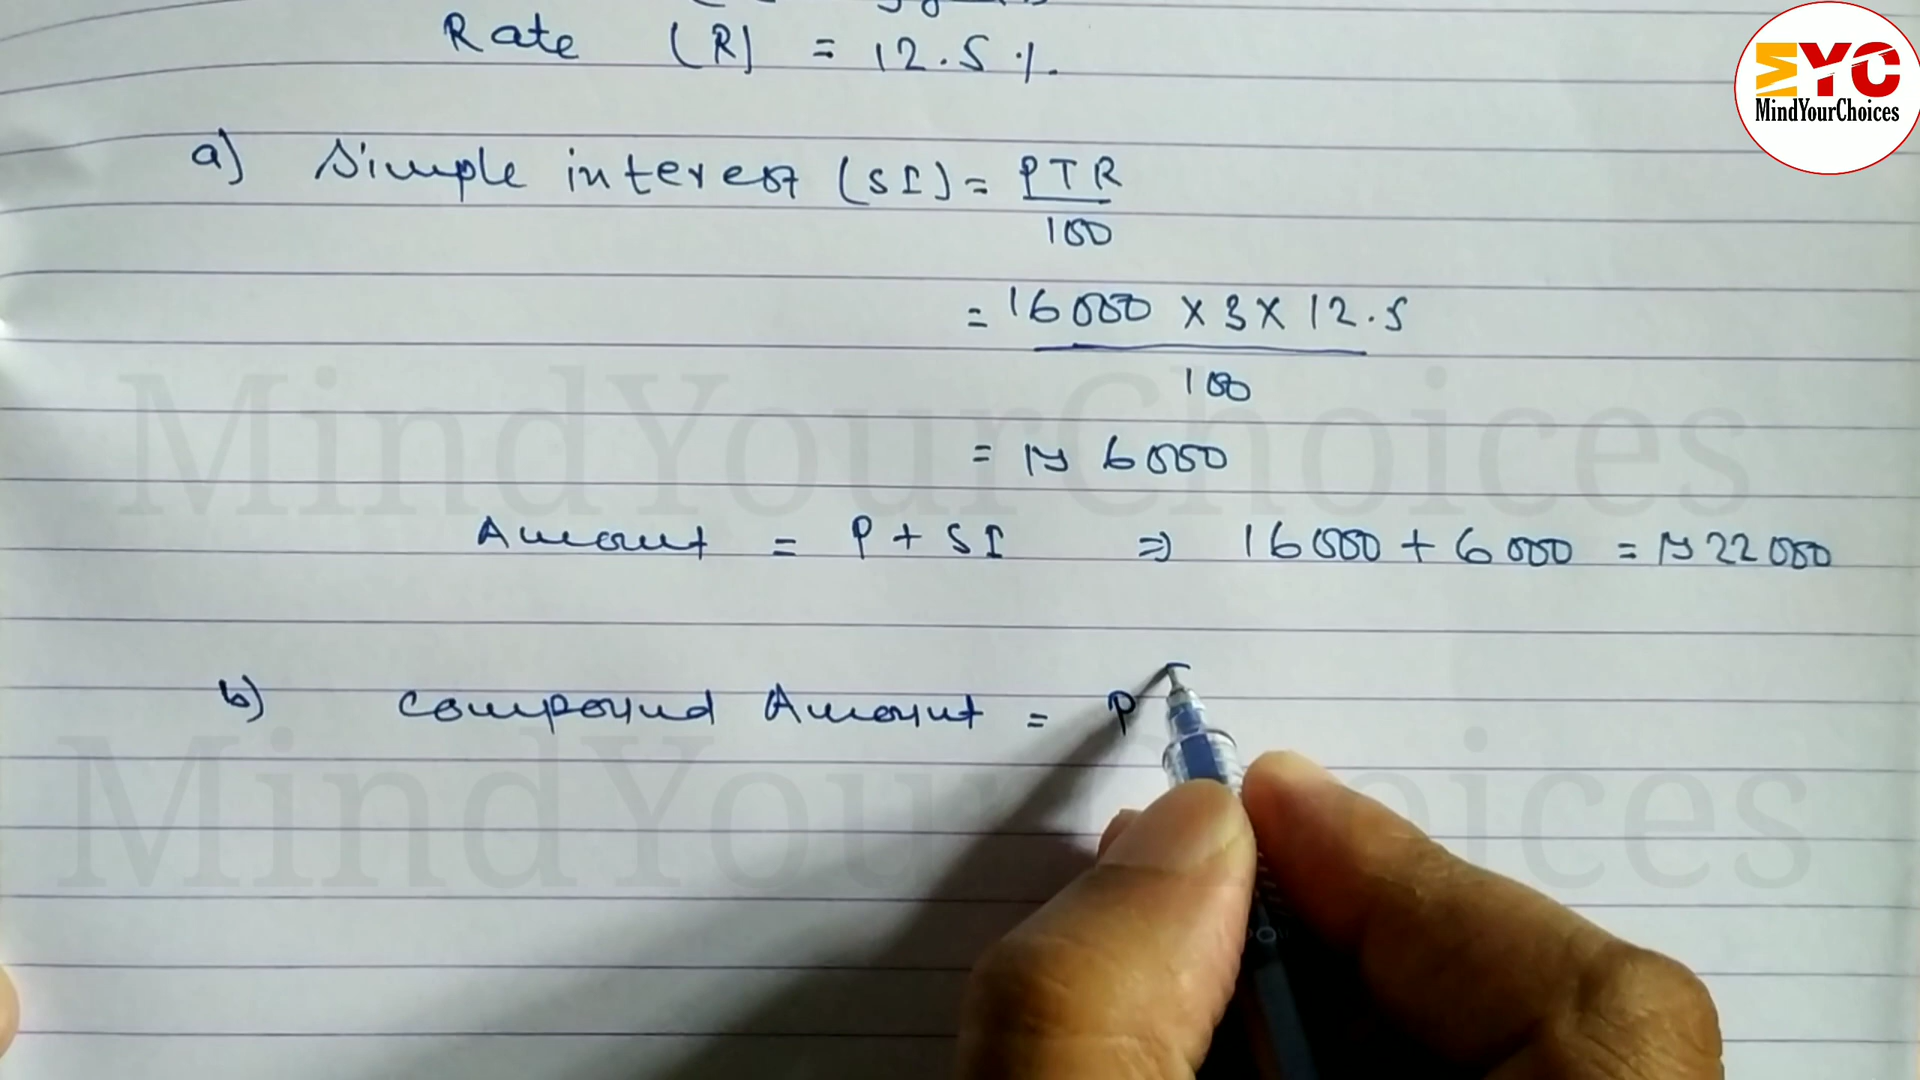 Rate (R) = 12.5 %.
MYC
MindYourChoices
a) Simple interest (SI) = PTR
100
= 16000 x 3 x 12.5
100
= rs 6000
Amount = P + SI => 16000 + 6000 = rs 22000
b) Compound Amount = P [
MindYourChoices
MindYourChoices